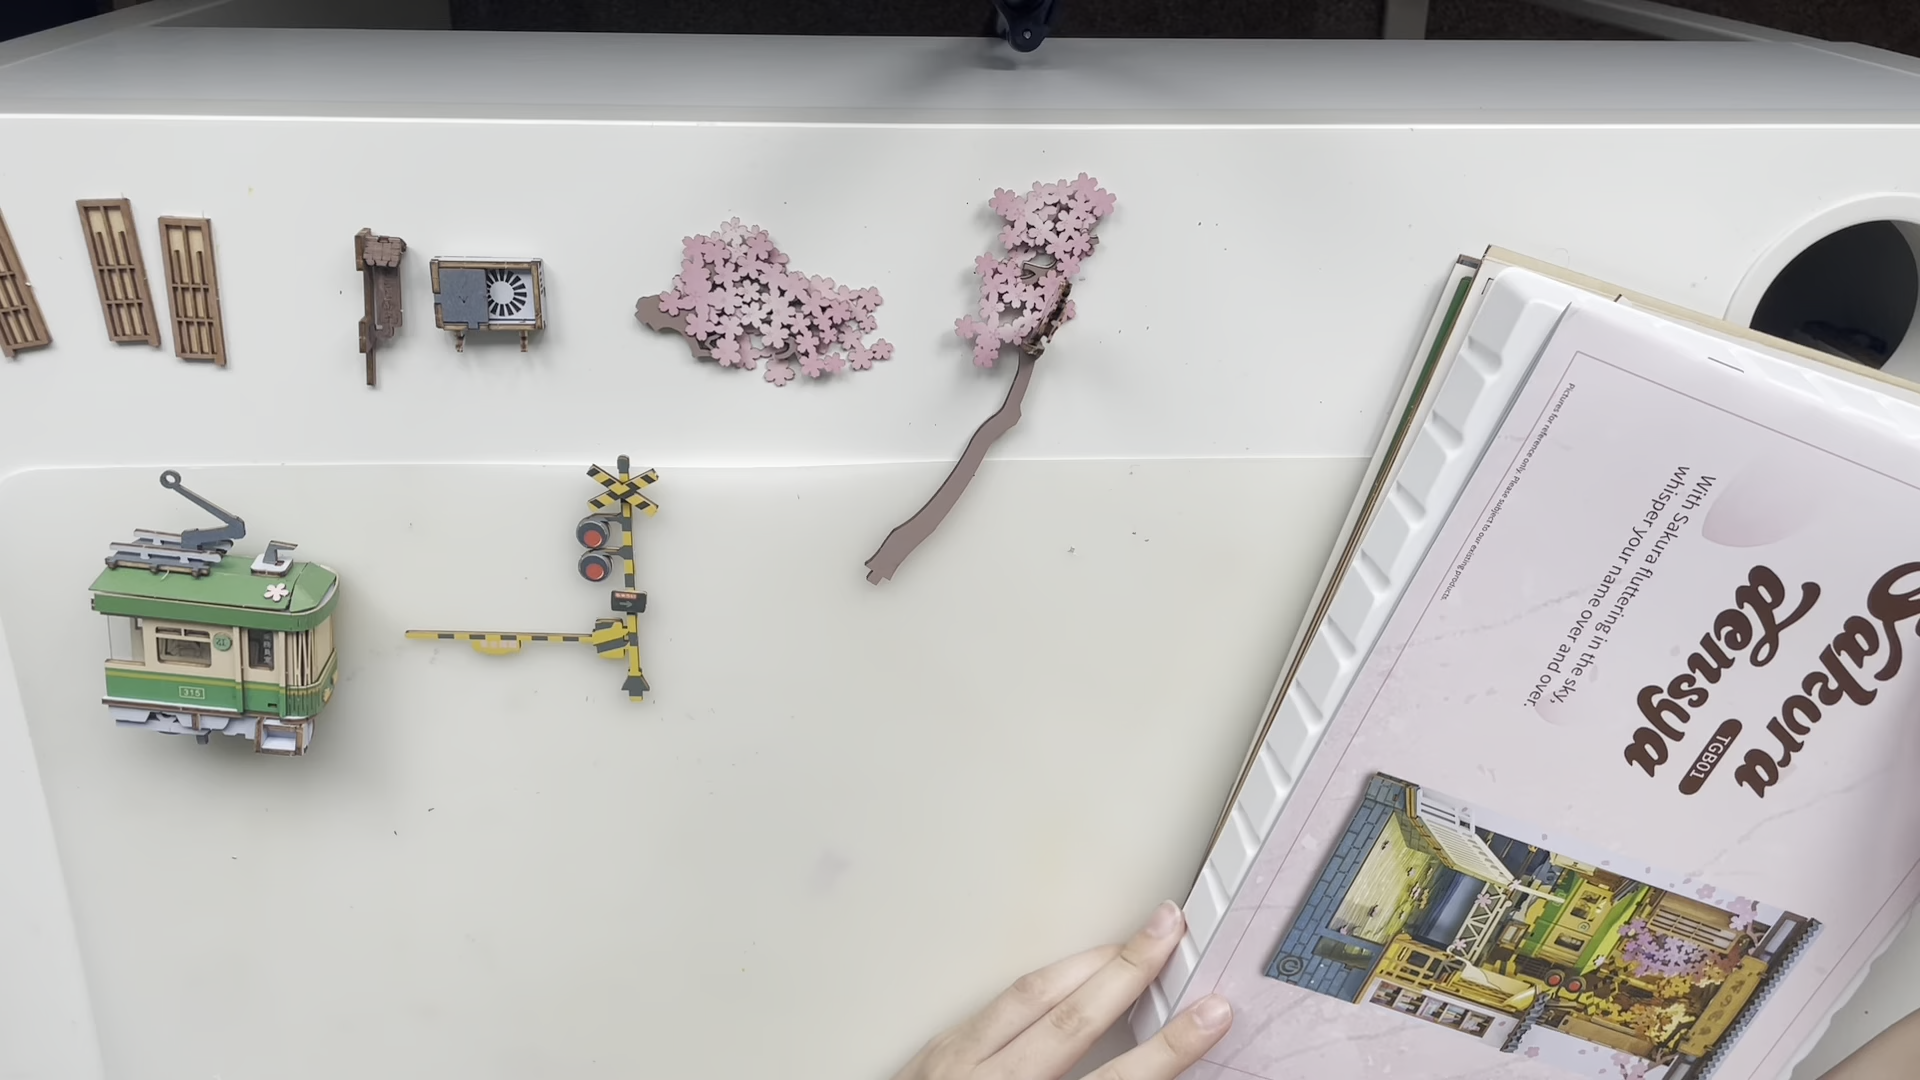 Sakura
densya
TGB01
With Sakura fluttering in the sky,
whisper your name over and over.
Pictures for reference only. Please subject to our existing products.
315